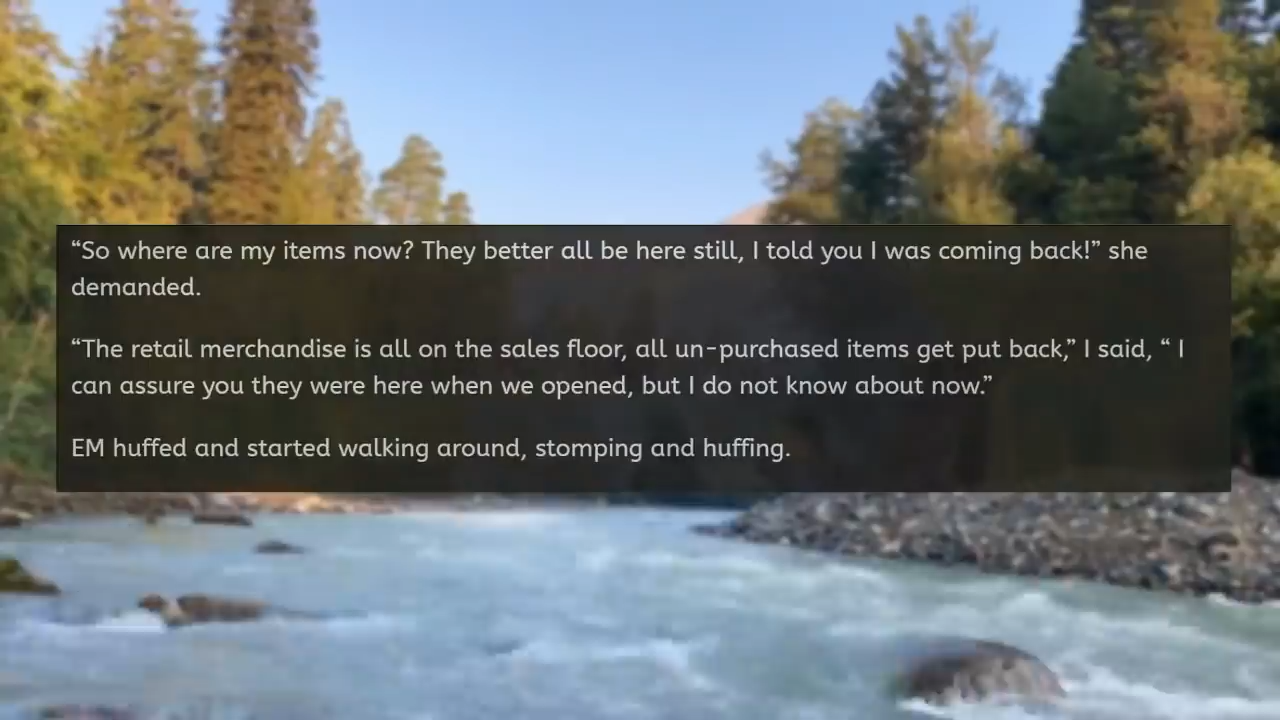 “So where are my items now? They better all be here still, I told you I was coming back!” she
demanded.
“The retail merchandise is all on the sales floor, all un-purchased items get put back,” I said, “ I
can assure you they were here when we opened, but I do not know about now.”
EM huffed and started walking around, stomping and huffing.